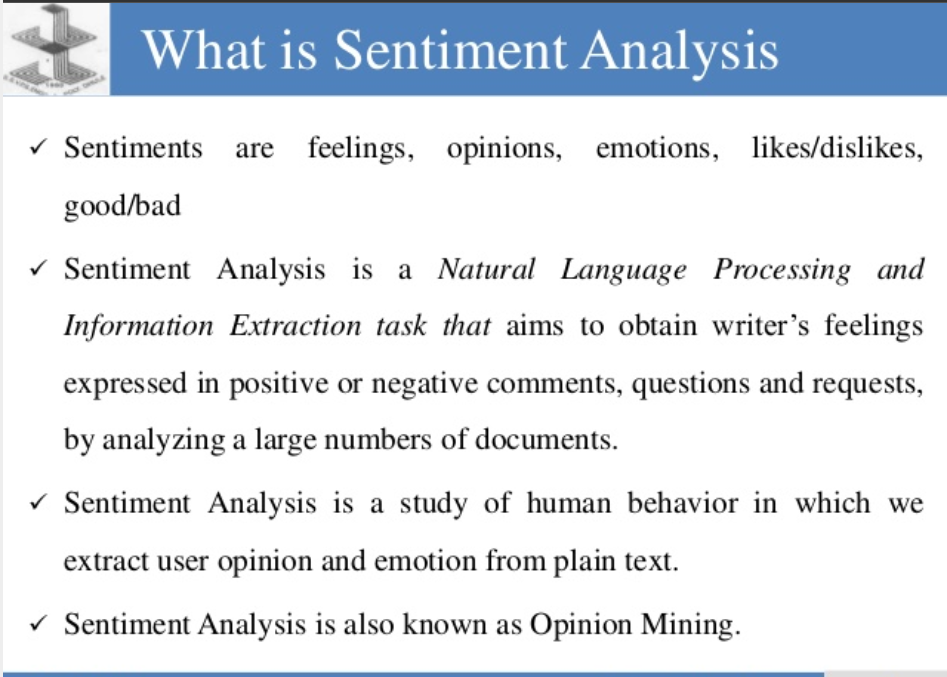 What is Sentiment Analysis
✓ Sentiments are feelings, opinions, emotions, likes/dislikes,
good/bad
✓ Sentiment Analysis is a Natural Language Processing and
Information Extraction task that aims to obtain writer’s feelings
expressed in positive or negative comments, questions and requests,
by analyzing a large numbers of documents.
✓ Sentiment Analysis is a study of human behavior in which we
extract user opinion and emotion from plain text.
✓ Sentiment Analysis is also known as Opinion Mining.